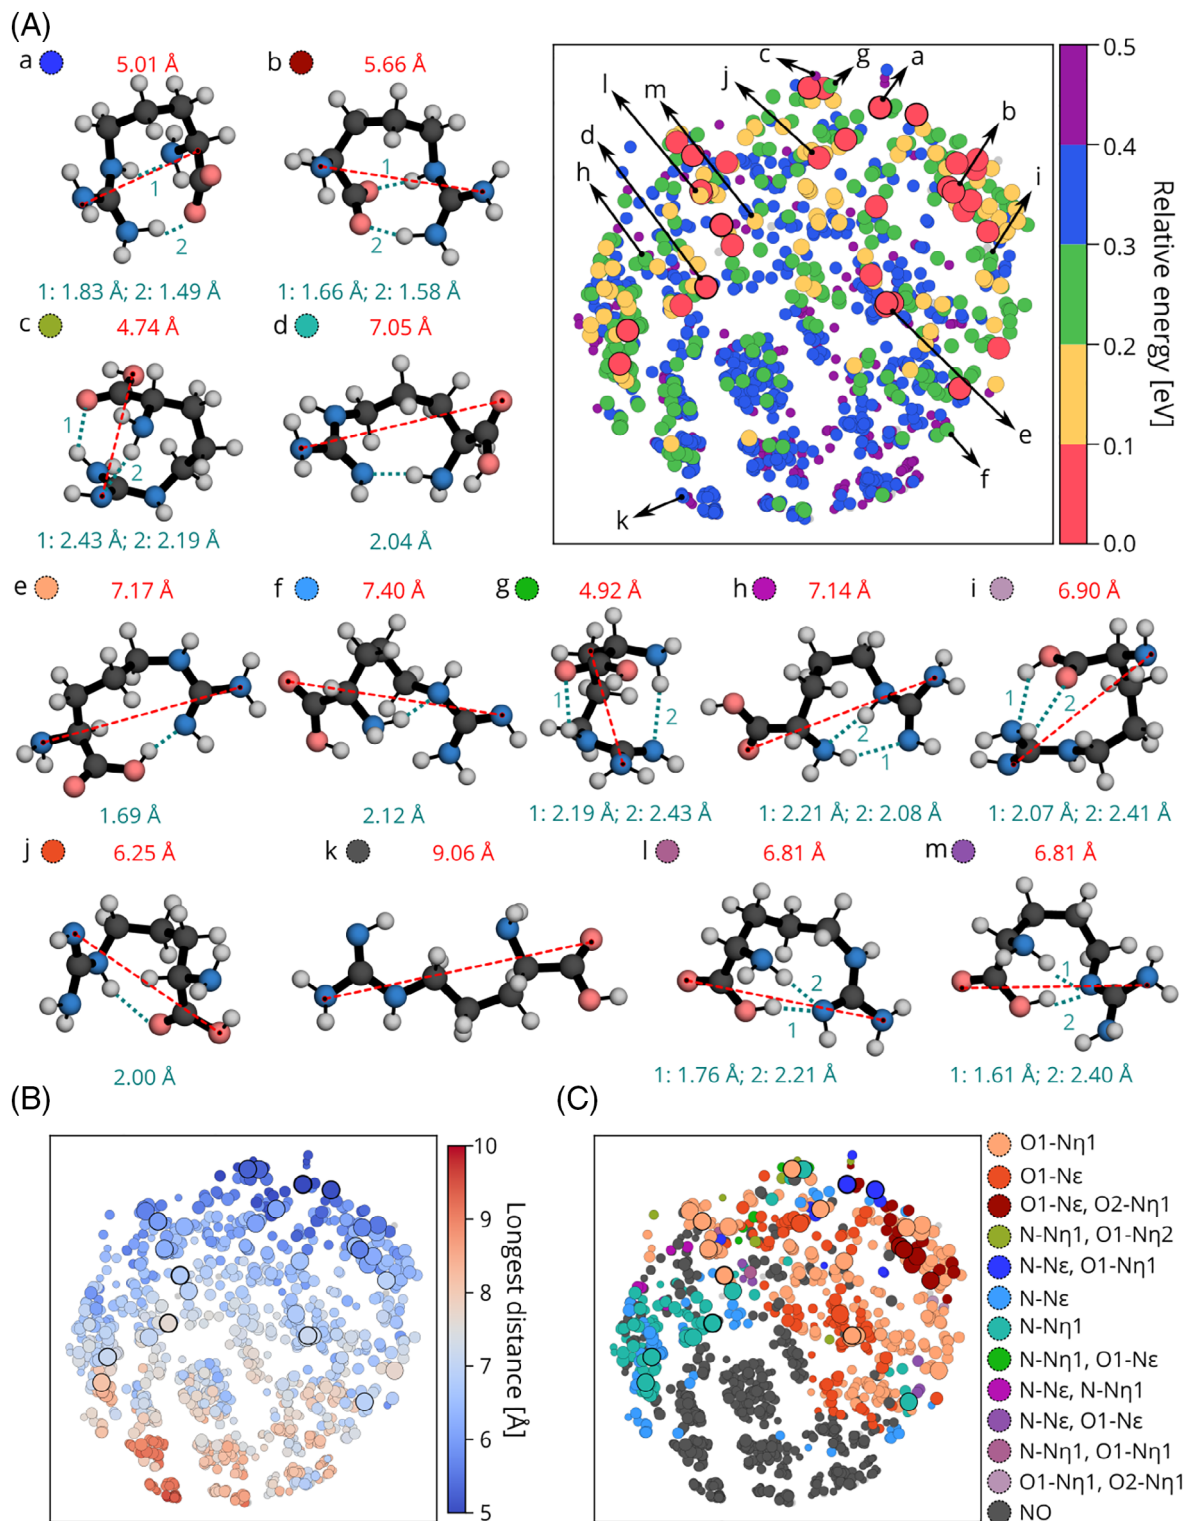 (A)
a
5.01 Å
b
5.66 Å
1
2
1
2
1: 1.83 Å; 2: 1.49 Å
1: 1.66 Å; 2: 1.58 Å
c
4.74 Å
d
7.05 Å
1
2
1: 2.43 Å; 2: 2.19 Å
2.04 Å
c
g
a
l
m
j
b
d
h
i
e
f
k
0.5
0.4
0.3
0.2
0.1
0.0
Relative energy [eV]
e
7.17 Å
f
7.40 Å
g
4.92 Å
h
7.14 Å
i
6.90 Å
1
2
2
1
1
2
1.69 Å
2.12 Å
1: 2.19 Å; 2: 2.43 Å
1: 2.21 Å; 2: 2.08 Å
1: 2.07 Å; 2: 2.41 Å
j
6.25 Å
k
9.06 Å
l
6.81 Å
m
6.81 Å
2
1
1
2
2.00 Å
1: 1.76 Å; 2: 2.21 Å
1: 1.61 Å; 2: 2.40 Å
(B)
10
9
8
7
6
5
Longest distance [Å]
(C)
O1-Nη1
O1-Nε
O1-Nε, O2-Nη1
N-Nη1, O1-Nη2
N-Nε, O1-Nη1
N-Nε
N-Nη1
N-Nη1, O1-Nε
N-Nε, N-Nη1
N-Nε, O1-Nε
N-Nη1, O1-Nη1
O1-Nη1, O2-Nη1
NO